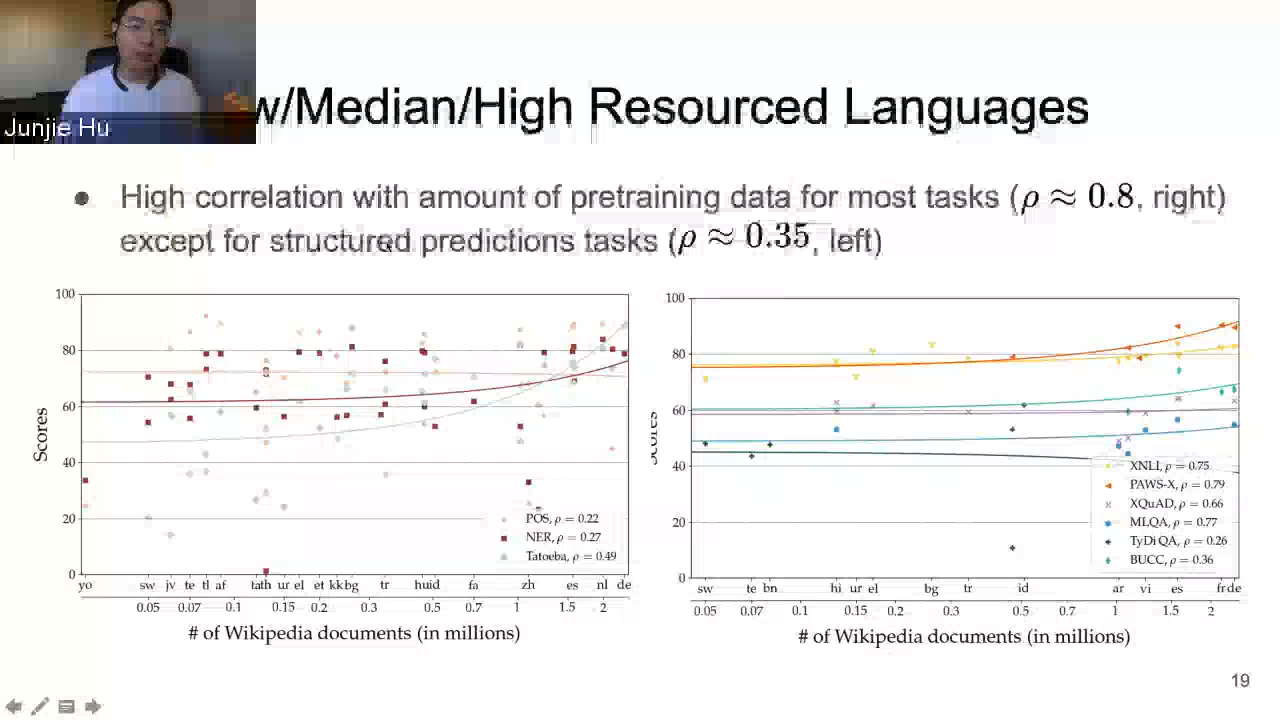 Junjie Hu
w/Median/High Resourced Languages
● High correlation with amount of pretraining data for most tasks (ρ ≈ 0.8, right)
except for structured predictions tasks (ρ ≈ 0.35, left)
100
80
60
40
20
0
Scores
POS, ρ = 0.22
NER, ρ = 0.27
Tatoeba, ρ = 0.49
yo sw jv te tl af ta th ur el et kk bg tr hu id fa zh es nl de
0.05 0.07 0.1 0.15 0.2 0.3 0.5 0.7 1 1.5 2
# of Wikipedia documents (in millions)
100
80
60
40
20
0
Scores
XNLI, ρ = 0.75
PAWS-X, ρ = 0.79
XQuAD, ρ = 0.66
MLQA, ρ = 0.77
TyDi QA, ρ = 0.26
BUCC, ρ = 0.36
sw te bn hi ur el bg tr id ar vi es fr de
0.05 0.07 0.1 0.15 0.2 0.3 0.5 0.7 1 1.5 2
# of Wikipedia documents (in millions)
19